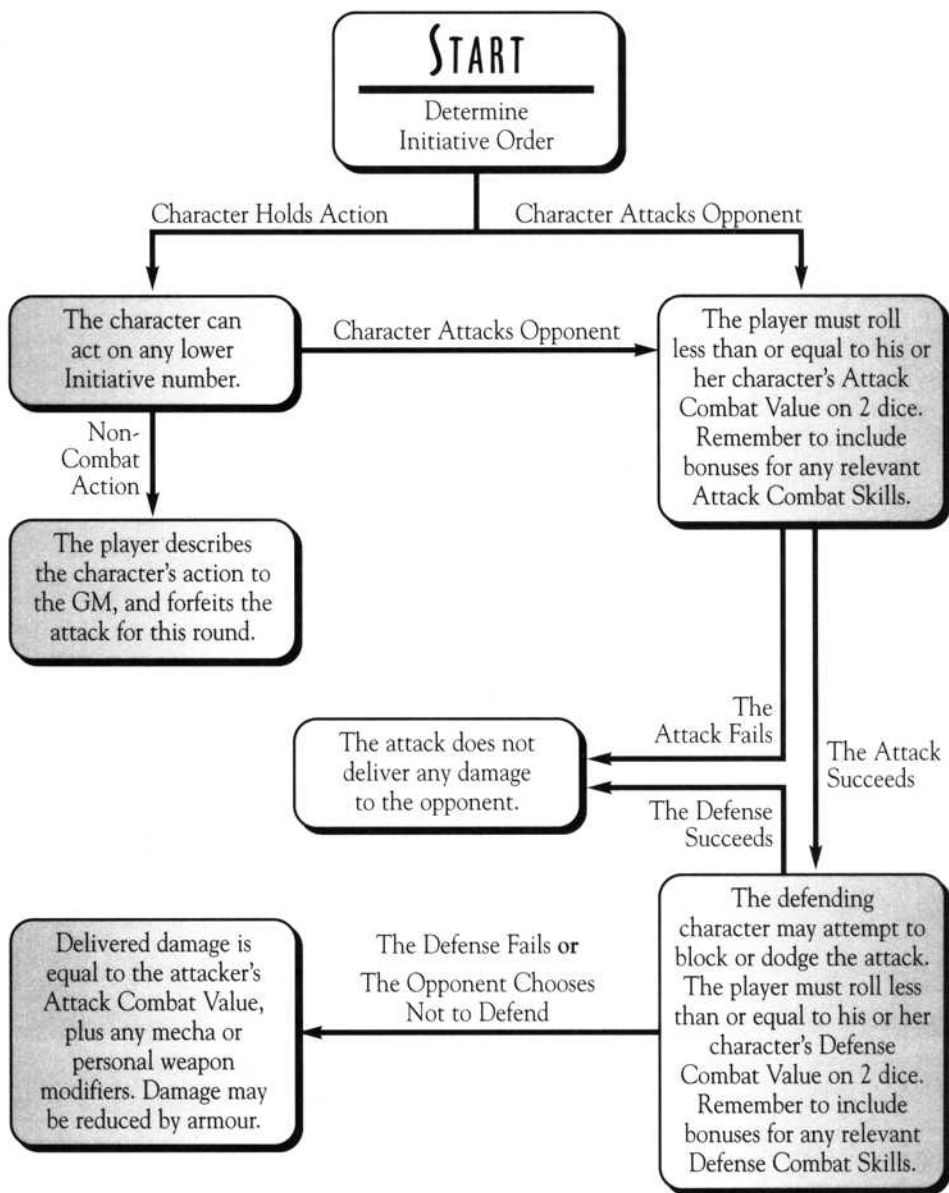 START
Determine
Initiative Order
Character Holds Action
Character Attacks Opponent
The character can
act on any lower
Initiative number.
Character Attacks Opponent
The player must roll
less than or equal to his or
her character's Attack
Combat Value on 2 dice.
Remember to include
bonuses for any relevant
Attack Combat Skills.
Non-
Combat
Action
The player describes
the character's action to
the GM, and forfeits the
attack for this round.
The
Attack Fails
The attack does not
deliver any damage
to the opponent.
The Attack
Succeeds
The Defense
Succeeds
The defending
character may attempt to
block or dodge the attack.
The player must roll less
than or equal to his or her
character's Defense
Combat Value on 2 dice.
Remember to include
bonuses for any relevant
Defense Combat Skills.
The Defense Fails or
The Opponent Chooses
Not to Defend
Delivered damage is
equal to the attacker's
Attack Combat Value,
plus any mecha or
personal weapon
modifiers. Damage may
be reduced by armour.